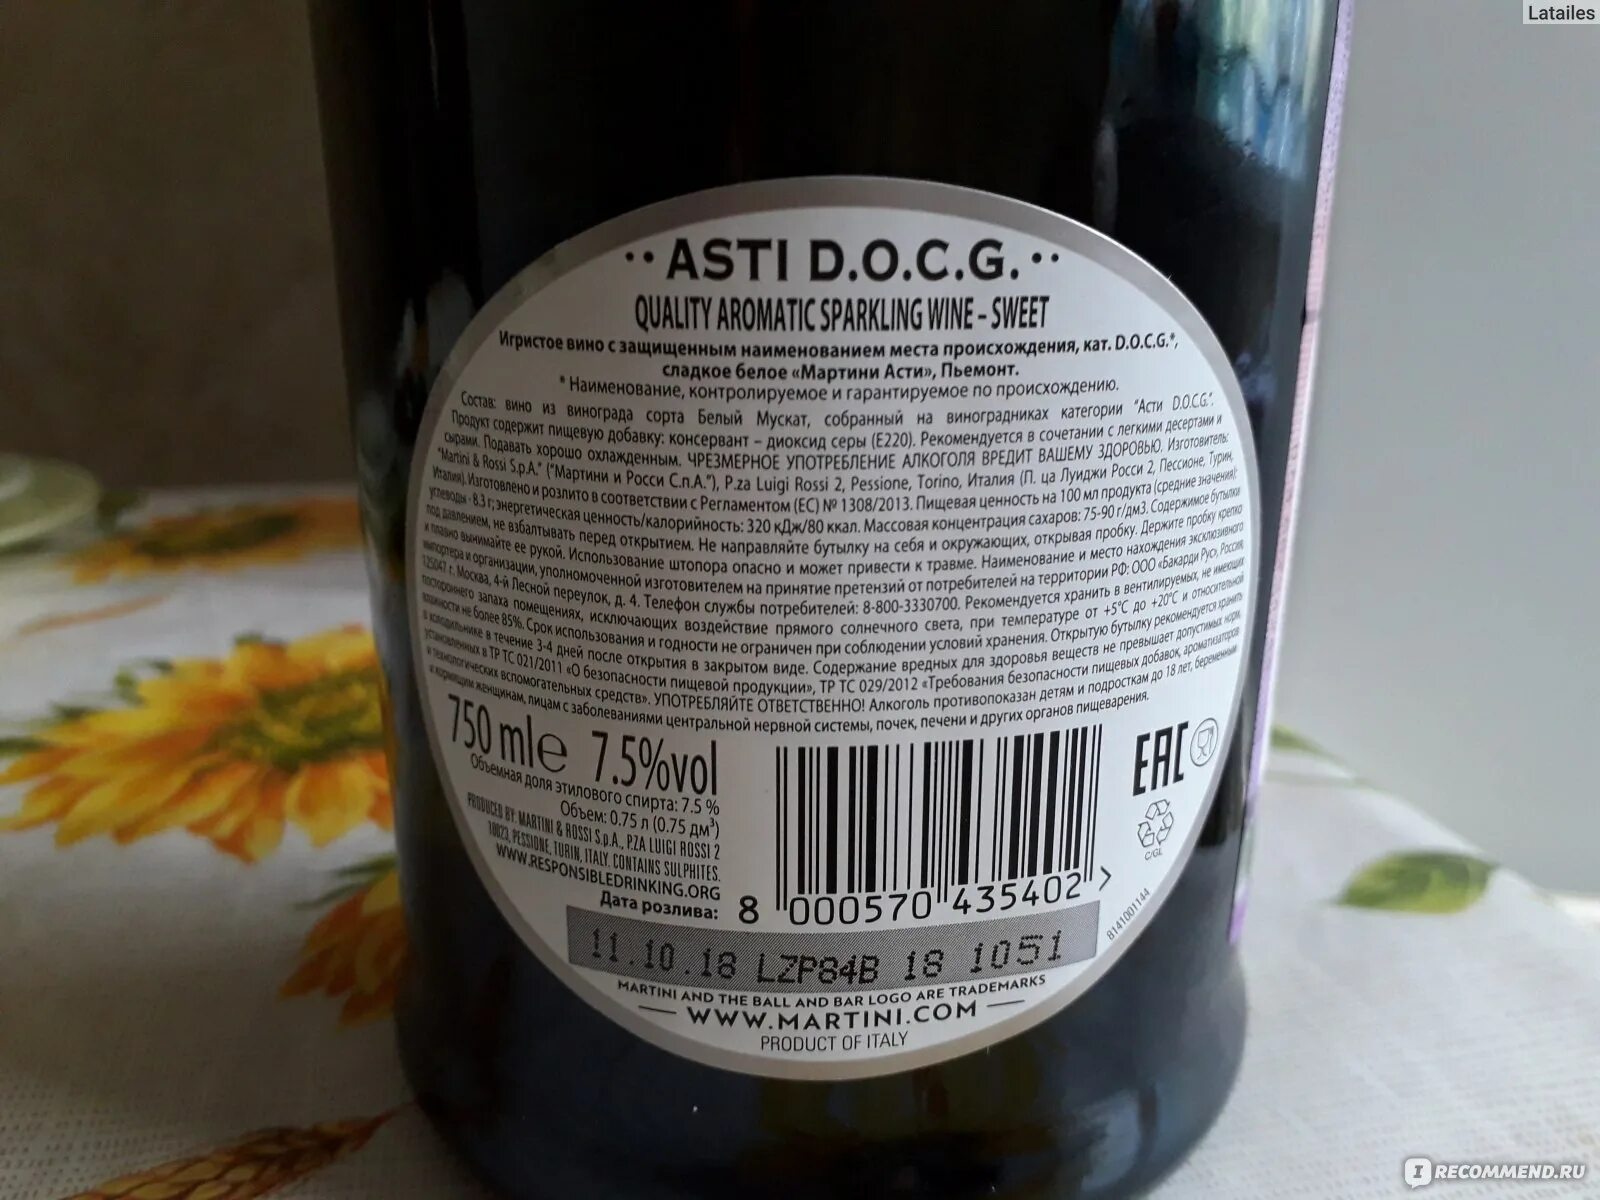 Latailes
ASTI D.O.C.G.
QUALITY AROMATIC SPARKLING WINE – SWEET
Игристое вино с защищенным наименованием места происхождения, кат. D.O.C.G.*,
сладкое белое «Мартини Асти», Пьемонт.
* Наименование, контролируемое и гарантируемое по происхождению.
Состав: вино из винограда сорта Белый Мускат, собранный на виноградниках категории "Асти D.O.C.G.".
Продукт содержит пищевую добавку: консервант – диоксид серы (Е220). Рекомендуется в сочетании с легкими десертами и
сырами. Подавать хорошо охлажденным. ЧРЕЗМЕРНОЕ УПОТРЕБЛЕНИЕ АЛКОГОЛЯ ВРЕДИТ ВАШЕМУ ЗДОРОВЬЮ. Изготовитель:
"Martini & Rossi S.p.A." ("Мартини и Росси С.п.А."), P.za Luigi Rossi 2, Pessione, Torino, Италия (П. ца Луиджи Росси 2, Пессионе, Турин,
Италия). Изготовлено и розлито в соответствии с Регламентом (ЕС) № 1308/2013. Пищевая ценность на 100 мл продукта (средние значения):
углеводы - 8.3 г; энергетическая ценность/калорийность: 320 кДж/80 ккал. Массовая концентрация сахаров: 75-90 г/дм3. Содержимое бутылки
под давлением, не взбалтывать перед открытием. Не направляйте бутылку на себя и окружающих, открывая пробку. Держите пробку крепко
и плавно вынимайте ее рукой. Использование штопора опасно и может привести к травме. Наименование и место нахождения эксклюзивного
импортера и организации, уполномоченной изготовителем на принятие претензий от потребителей на территории РФ: ООО «Бакарди Рус», Россия,
125047 г. Москва, 4-й Лесной переулок, д. 4. Телефон службы потребителей: 8-800-3330700. Рекомендуется хранить в вентилируемых, не имеющих
постороннего запаха помещениях, исключающих воздействие прямого солнечного света, при температуре от +5°С до +20°С и относительной
влажности не более 85%. Срок использования и годности не ограничен при соблюдении условий хранения. Открытую бутылку рекомендуется хранить
в холодильнике в течение 3-4 дней после открытия в закрытом виде. Содержание вредных для здоровья веществ не превышает допустимых норм,
установленных в ТР ТС 021/2011 «О безопасности пищевой продукции», ТР ТС 029/2012 «Требования безопасности пищевых добавок, ароматизаторов
и технологических вспомогательных средств». УПОТРЕБЛЯЙТЕ ОТВЕТСТВЕННО! Алкоголь противопоказан детям и подросткам до 18 лет, беременным
и кормящим женщинам, лицам с заболеваниями центральной нервной системы, почек, печени и других органов пищеварения.
750 ml e 7.5%vol
Объемная доля этилового спирта: 7.5 %
Объем: 0.75 л (0.75 дм³)
PRODUCED BY: MARTINI & ROSSI S.p.A., P.ZA LUIGI ROSSI 2
10023, PESSIONE, TURIN, ITALY. CONTAINS SULPHITES.
WWW.RESPONSIBLEDRINKING.ORG
Дата розлива:
8 000570 435402 >
EAC
C/GL
8141001144
11.10.18 LZP84B 18 1051
MARTINI AND THE BALL AND BAR LOGO ARE TRADEMARKS
WWW.MARTINI.COM
PRODUCT OF ITALY
IRECOMMEND.RU